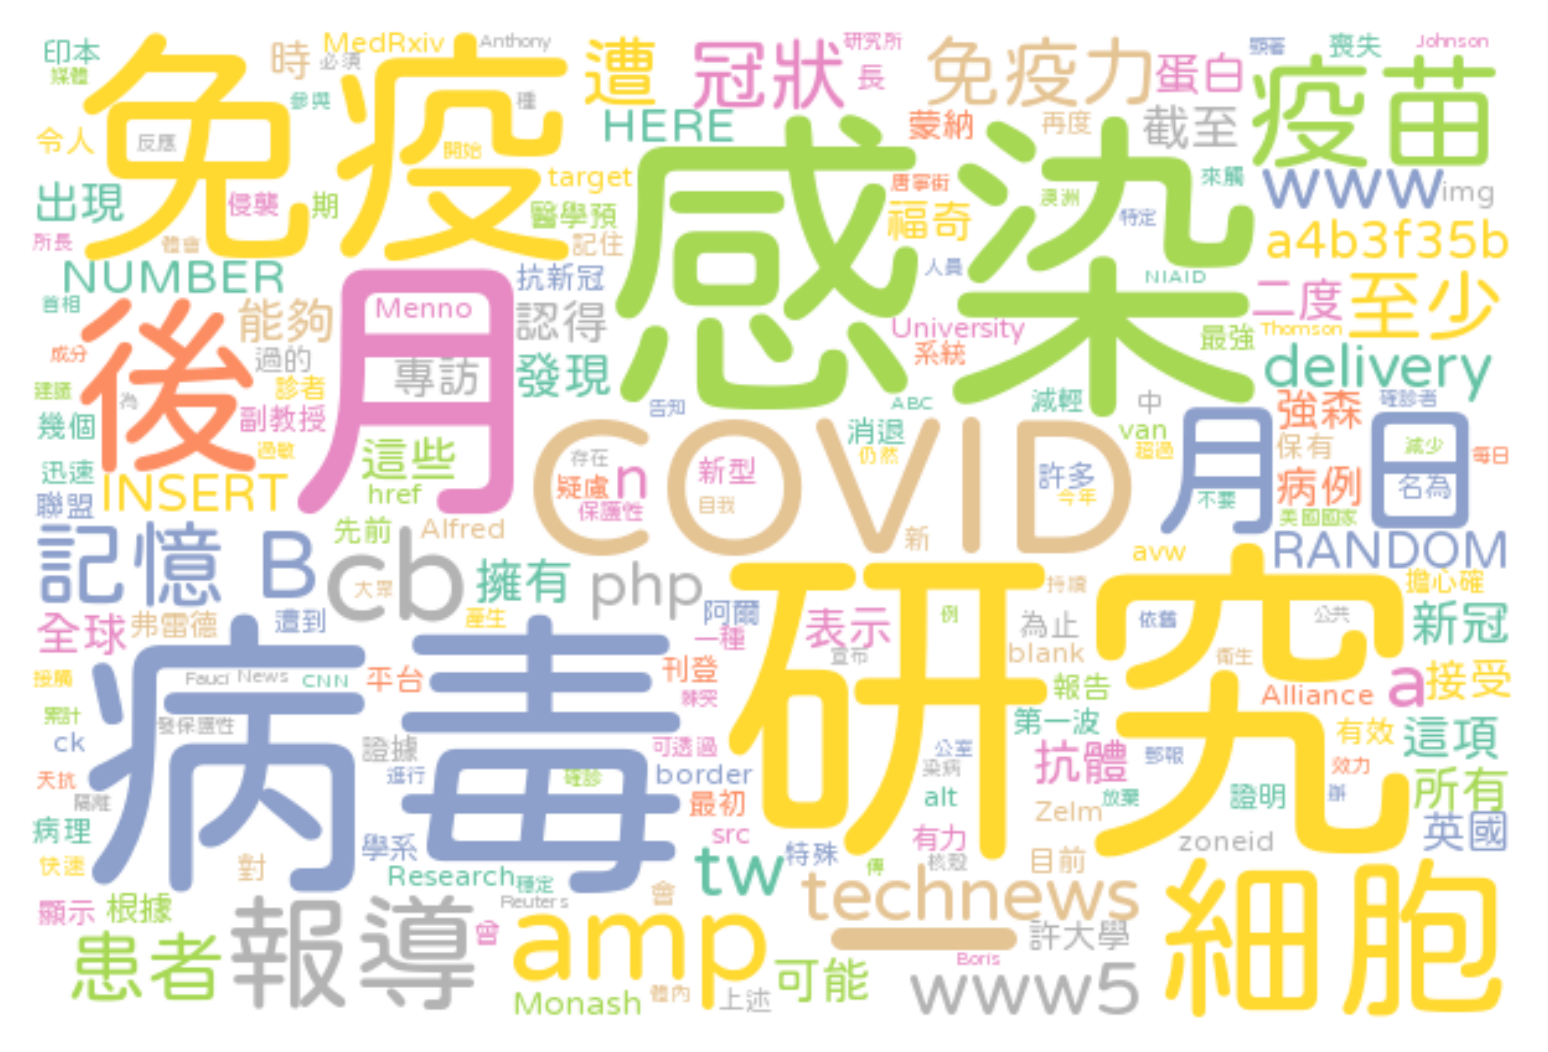 印本
時
MedRxiv
Anthony
遭
冠狀
研究所
免疫力
蛋白
顯著
喪失
Johnson
媒體
必須
長
疫苗
免疫
參與
種
HERE
蒙納
再度
截至
令人
反應
開始
target
感染
唐寧街
來觸
www
img
出現
侵襲
期
醫學預
福奇
澳洲
特定
a4b3f35b
所長
體會
記住
NUMBER
抗新冠
人員
NIAID
二度
至少
首相
後
能夠
月
Menno
認得
University
最強
Thomson
成分
過的
專訪
發現
系統
delivery
建議
為
診者
副教授
告知
ABC
減輕
中
強森
確診者
幾個
過敏
這些
COVID
消退
van
月日
保有
減少
迅速
INSERT
href
存在
n
新型
仍然
許多
超過
病例
每日
聯盟
疑慮
保護性
自我
今年
不要
名為
美國國家
記憶
B
先前
Alfred
新
avw
RANDOM
cb
大眾
擁有
php
研究
持續
擔心確
全球
弗雷德
遭到
產生
阿爾
一種
表示
例
為止
依舊
公共
新冠
病毒
宣布
blank
衛生
接觸
Fauci
News
CNN
平台
刊登
棘突
報告
Alliance
a
接受
累計
發保護性
第一波
有效
這項
ck
證據
可透過
公室
抗體
郵報
天抗
進行
確診
border
染病
效力
所有
隔離
最初
alt
Zelm
放棄
證明
辦
病理
學系
src
有力
zoneid
英國
快速
對
Research
穩定
tw
特殊
傳
核殼
目前
細胞
顯示
根據
報導
Reuters
會
technews
患者
會
amp
許大學
Monash
體內
上述
可能
Boris
www5